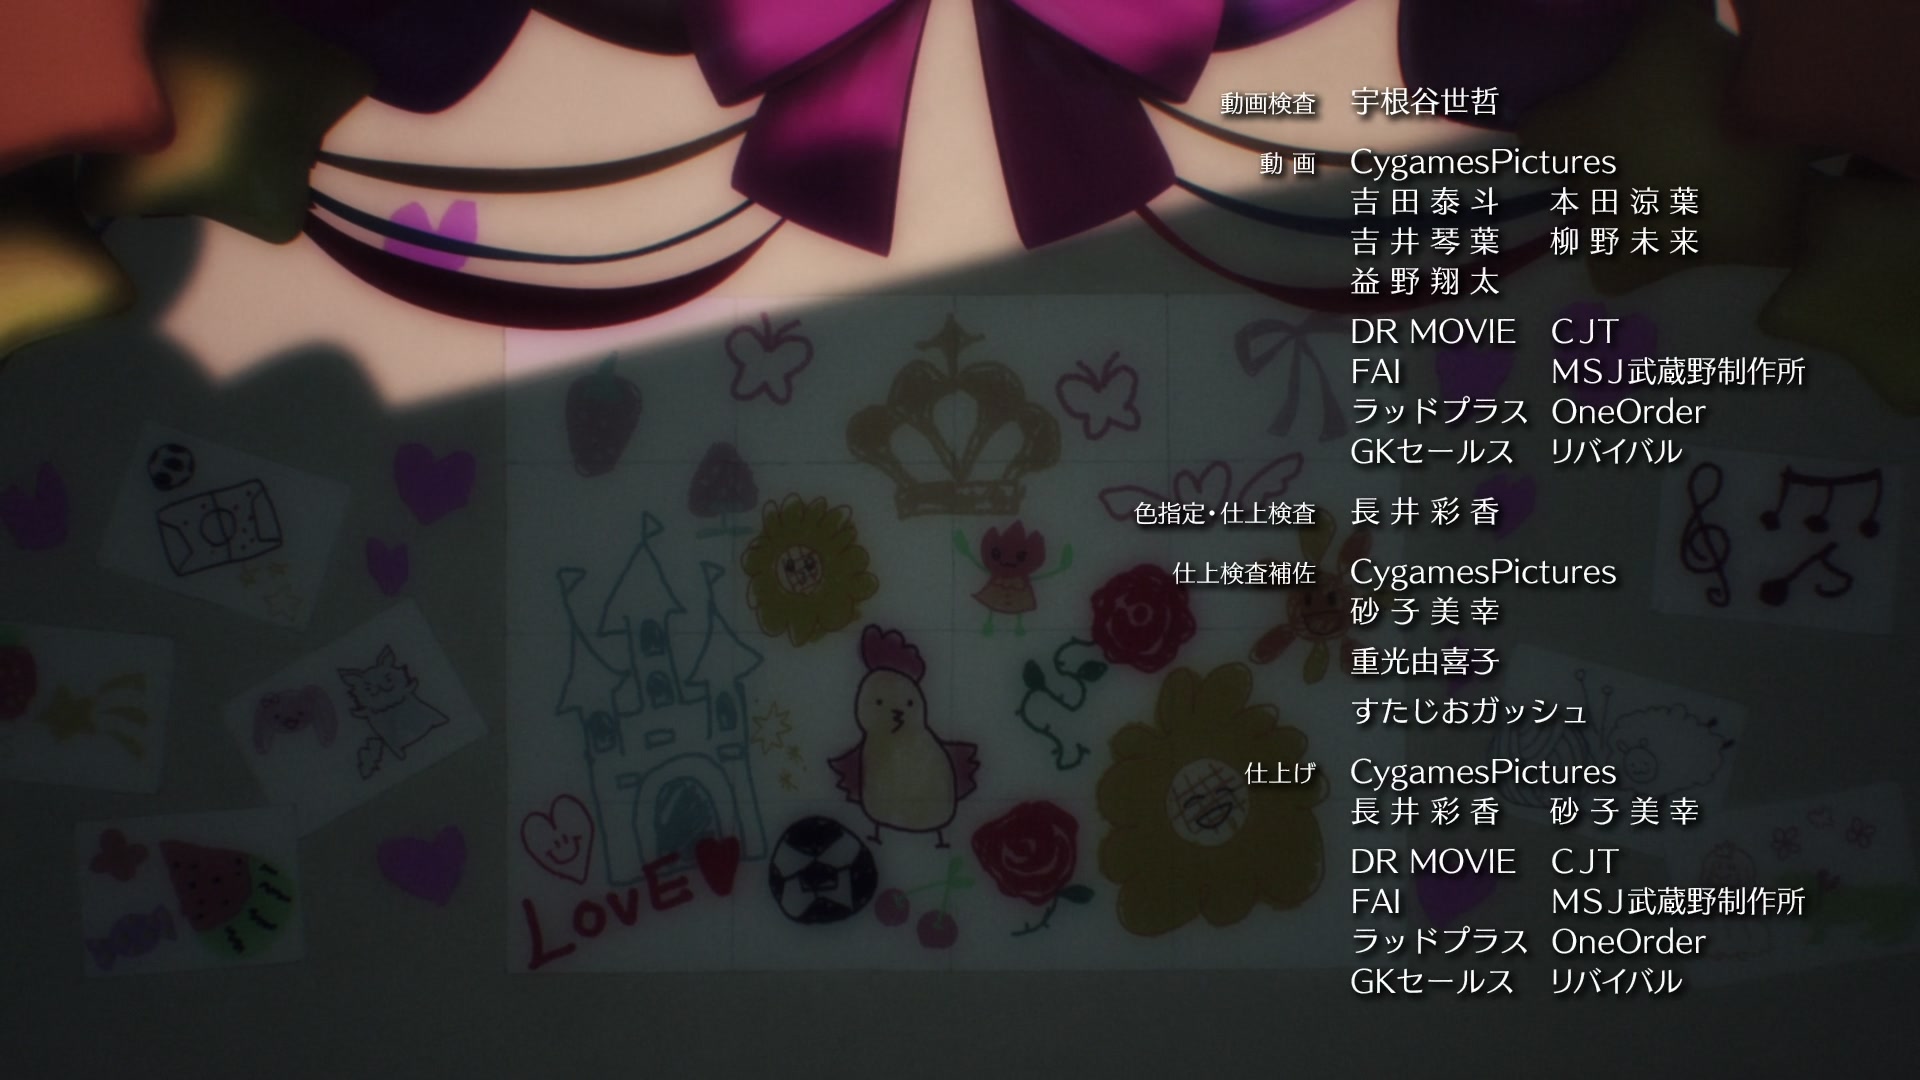 動画検査 宇根谷世哲
動画 CygamesPictures
吉田泰斗 本田涼葉
吉井琴葉 柳野未来
益野翔太
DR MOVIE CJT
FAI MSJ武蔵野制作所
ラッドプラス OneOrder
GKセールス リバイバル
色指定・仕上検査 長井彩香
仕上検査補佐 CygamesPictures
砂子美幸
重光由喜子
すたじおガッシュ
仕上げ CygamesPictures
長井彩香 砂子美幸
DR MOVIE CJT
FAI MSJ武蔵野制作所
ラッドプラス OneOrder
GKセールス リバイバル
LOVE